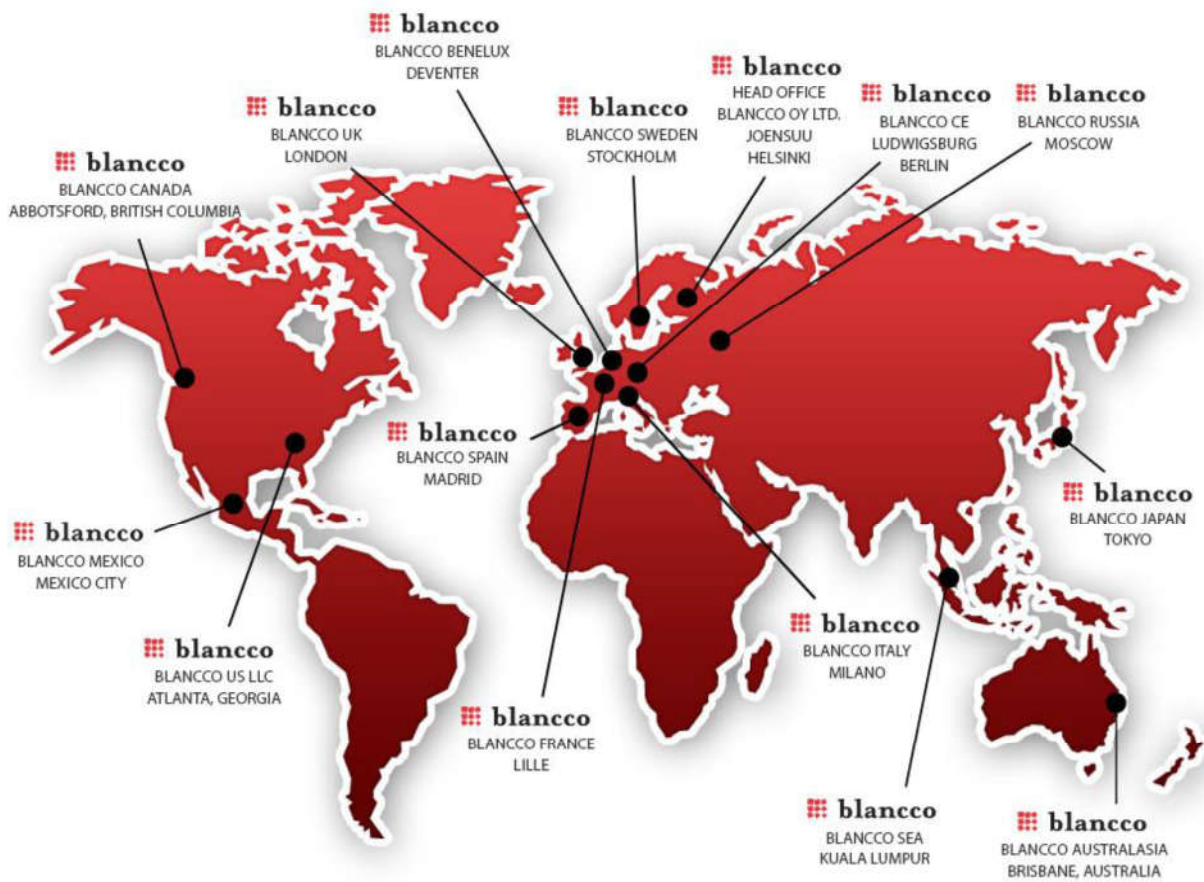 blancco
BLANCCO BENELUX
DEVENTER
blancco
HEAD OFFICE
BLANCCO OY LTD.
JOENSUU
HELSINKI
blancco
BLANCCO UK
LONDON
blancco
BLANCCO SWEDEN
STOCKHOLM
blancco
BLANCCO CE
LUDWIGSBURG
BERLIN
blancco
BLANCCO RUSSIA
MOSCOW
blancco
BLANCCO CANADA
ABBOTSFORD, BRITISH COLUMBIA
blancco
BLANCCO SPAIN
MADRID
blancco
BLANCCO JAPAN
TOKYO
blancco
BLANCCO MEXICO
MEXICO CITY
blancco
BLANCCO US LLC
ATLANTA, GEORGIA
blancco
BLANCCO ITALY
MILANO
blancco
BLANCCO FRANCE
LILLE
blancco
BLANCCO SEA
KUALA LUMPUR
blancco
BLANCCO AUSTRALASIA
BRISBANE, AUSTRALIA